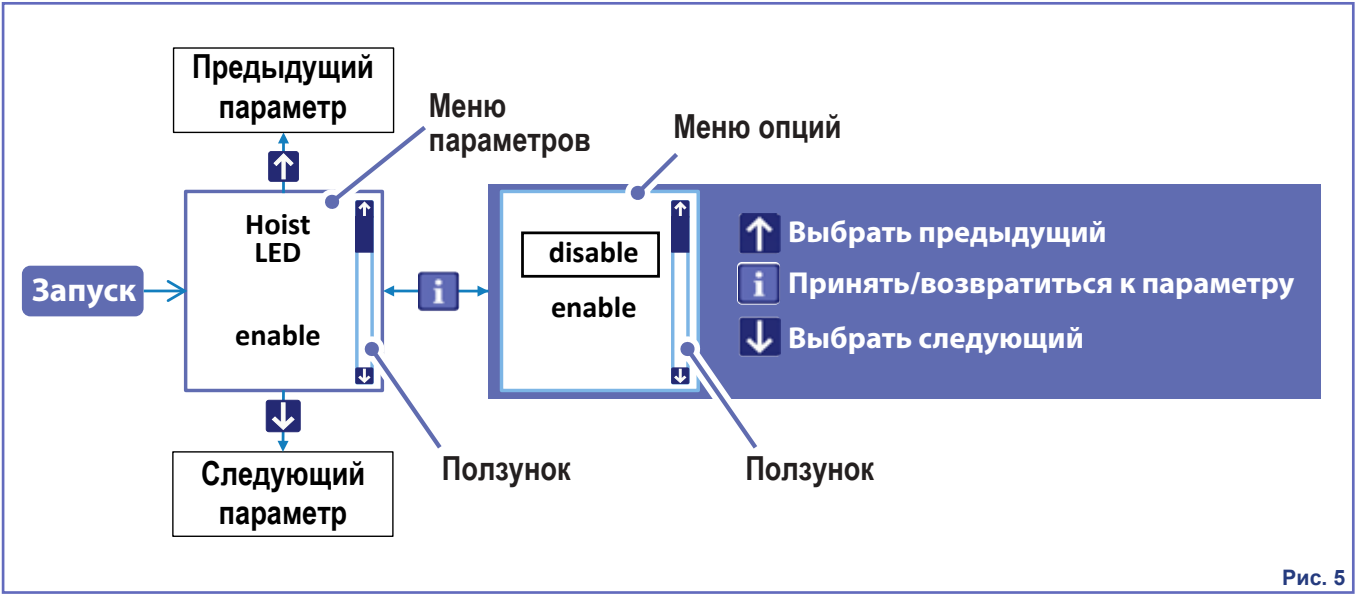 Предыдущий
параметр
Меню
параметров
Меню опций
Hoist
LED
enable
Запуск
i
disable
enable
Выбрать предыдущий
i Принять/возвратиться к параметру
Выбрать следующий
Следующий
параметр
Ползунок
Ползунок
Рис. 5